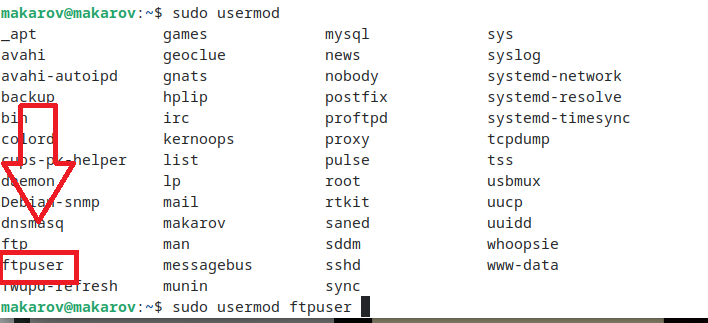 makarov@makarov:~$ sudo usermod
_apt games mysql sys
avahi geoclue news syslog
avahi-autoipd gnats nobody systemd-network
backup hplip postfix systemd-resolve
bin irc proftpd systemd-timesync
colord kernoops proxy tcpdump
cups-pk-helper list pulse tss
daemon lp root usbmux
Debian-snmp mail rtkit uucp
dnsmasq makarov saned uuidd
ftp man sddm whoopsie
ftpuser messagebus sshd www-data
fwupd-refresh munin sync
makarov@makarov:~$ sudo usermod ftpuser